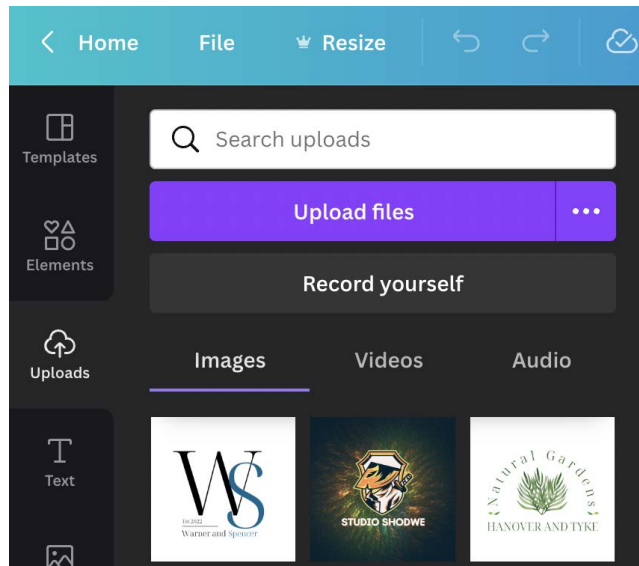 Home File Resize
Templates
Search uploads
Upload files
Elements
Record yourself
Uploads
Images Videos Audio
Text
WS
Est 2022
Warner and Spencer
STUDIO SHODWE
Natural Gardens
HANOVER AND TYKE